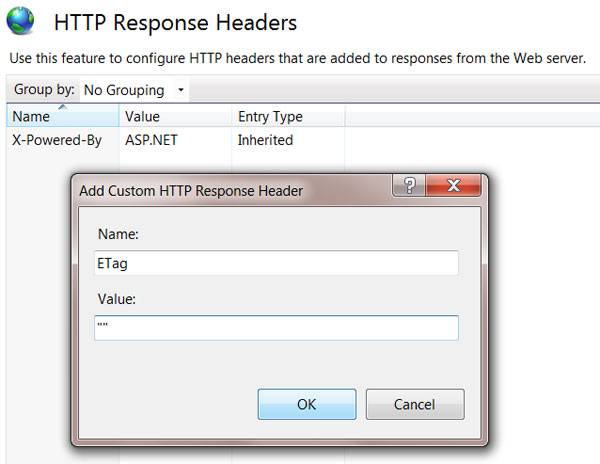 HTTP Response Headers
Use this feature to configure HTTP headers that are added to responses from the Web server.
Group by: No Grouping
Name Value Entry Type
X-Powered-By ASP.NET Inherited
Add Custom HTTP Response Header
?
X
Name:
ETag
Value:
""
OK Cancel